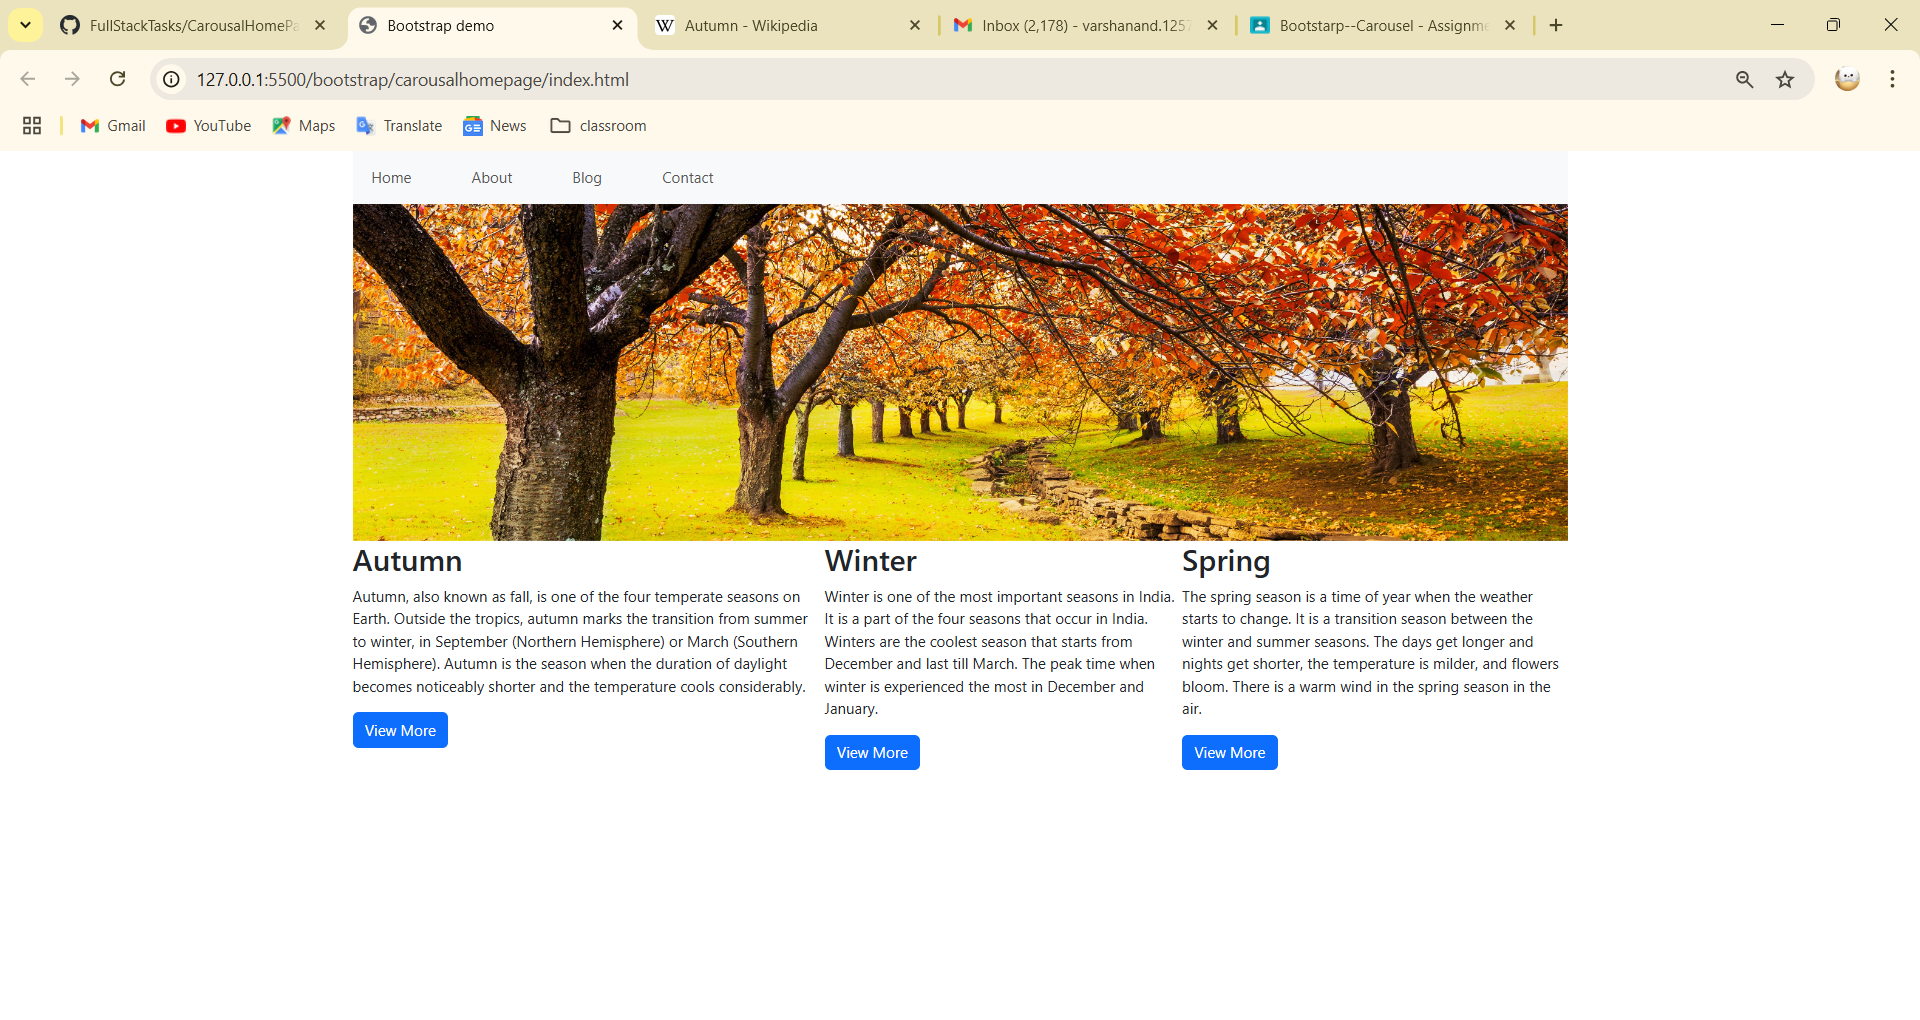 FullStackTasks/CarousalHomePa
Bootstrap demo
W Autumn - Wikipedia
Inbox (2,178) - varshanand.1257
Bootstarp--Carousel - Assignme
127.0.0.1:5500/bootstrap/carousalhomepage/index.html
Gmail
YouTube
Maps
Translate
News
classroom
Home
About
Blog
Contact
Autumn
Autumn, also known as fall, is one of the four temperate seasons on
Earth. Outside the tropics, autumn marks the transition from summer
to winter, in September (Northern Hemisphere) or March (Southern
Hemisphere). Autumn is the season when the duration of daylight
becomes noticeably shorter and the temperature cools considerably.
View More
Winter
Winter is one of the most important seasons in India.
It is a part of the four seasons that occur in India.
Winters are the coolest season that starts from
December and last till March. The peak time when
winter is experienced the most in December and
January.
View More
Spring
The spring season is a time of year when the weather
starts to change. It is a transition season between the
winter and summer seasons. The days get longer and
nights get shorter, the temperature is milder, and flowers
bloom. There is a warm wind in the spring season in the
air.
View More